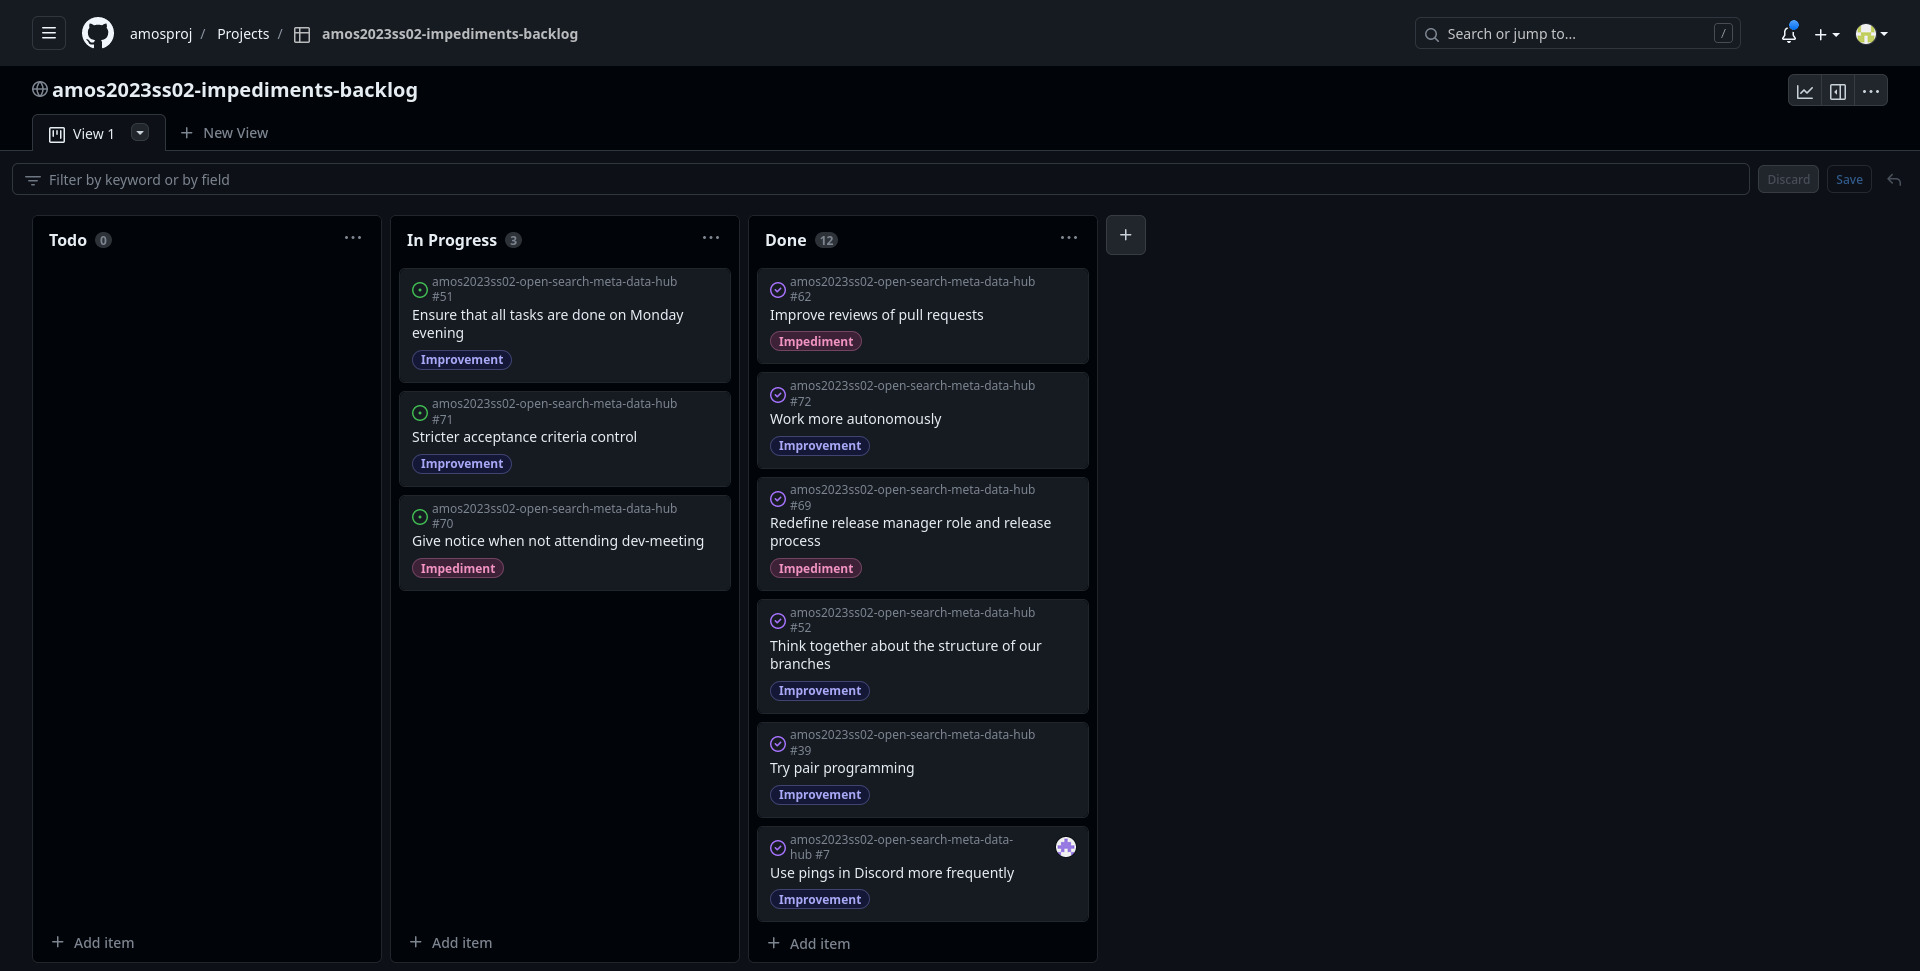 amosproj / Projects / amos2023ss02-impediments-backlog
Search or jump to... /
amos2023ss02-impediments-backlog
View 1
New View
Filter by keyword or by field
Discard
Save
Todo 0
Add item
In Progress 3
amos2023ss02-open-search-meta-data-hub
#51
Ensure that all tasks are done on Monday
evening
Improvement
amos2023ss02-open-search-meta-data-hub
#71
Stricter acceptance criteria control
Improvement
amos2023ss02-open-search-meta-data-hub
#70
Give notice when not attending dev-meeting
Impediment
Add item
Done 12
amos2023ss02-open-search-meta-data-hub
#62
Improve reviews of pull requests
Impediment
amos2023ss02-open-search-meta-data-hub
#72
Work more autonomously
Improvement
amos2023ss02-open-search-meta-data-hub
#69
Redefine release manager role and release
process
Impediment
amos2023ss02-open-search-meta-data-hub
#52
Think together about the structure of our
branches
Improvement
amos2023ss02-open-search-meta-data-hub
#39
Try pair programming
Improvement
amos2023ss02-open-search-meta-data-
hub #7
Use pings in Discord more frequently
Improvement
Add item